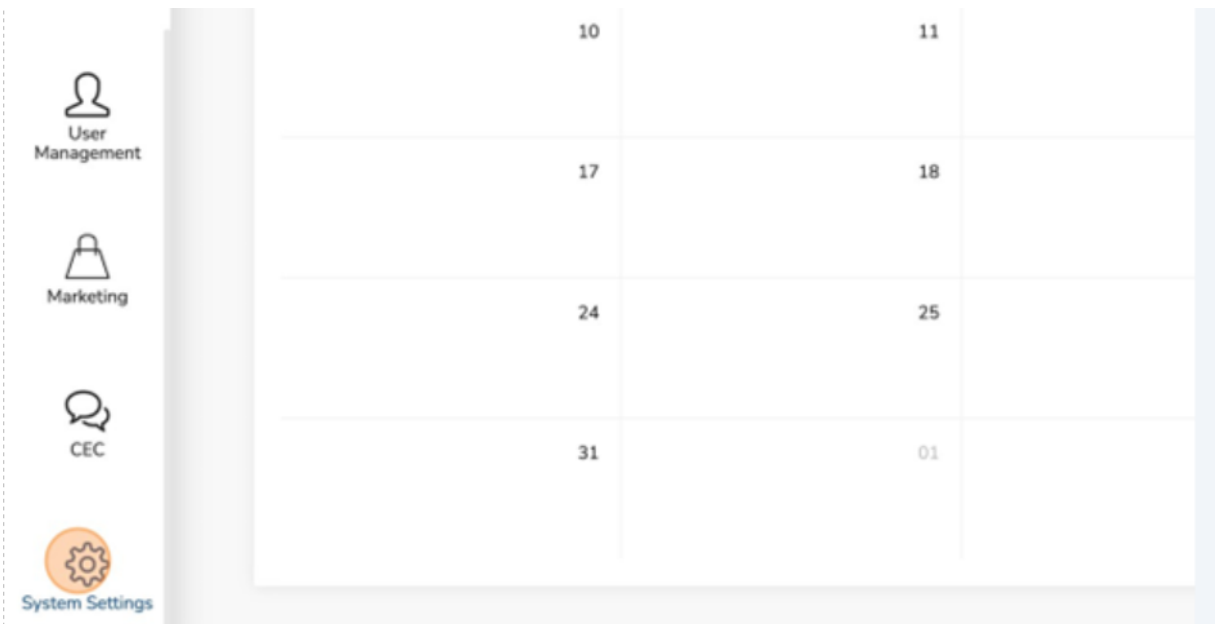 User
Management
Marketing
CEC
System Settings
10 11
17 18
24 25
31 01